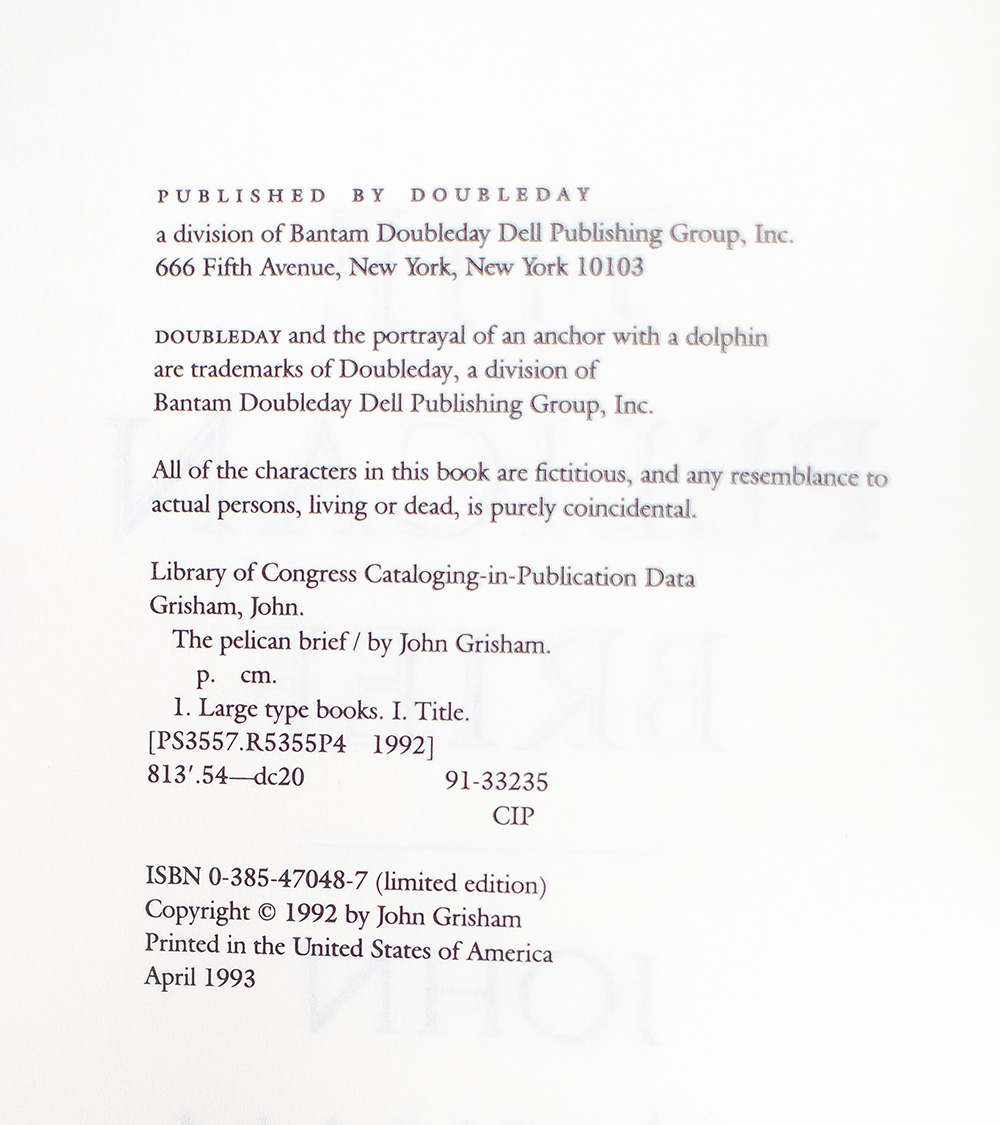 PUBLISHED BY DOUBLEDAY
a division of Bantam Doubleday Dell Publishing Group, Inc.
666 Fifth Avenue, New York, New York 10103
DOUBLEDAY and the portrayal of an anchor with a dolphin
are trademarks of Doubleday, a division of
Bantam Doubleday Dell Publishing Group, Inc.
All of the characters in this book are fictitious, and any resemblance to
actual persons, living or dead, is purely coincidental.
Library of Congress Cataloging-in-Publication Data
Grisham, John.
The pelican brief / by John Grisham.
p. cm.
1. Large type books. I. Title.
[PS3557.R5355P4 1992]
813′.54—dc20 91-33235
CIP
ISBN 0-385-47048-7 (limited edition)
Copyright © 1992 by John Grisham
Printed in the United States of America
April 1993